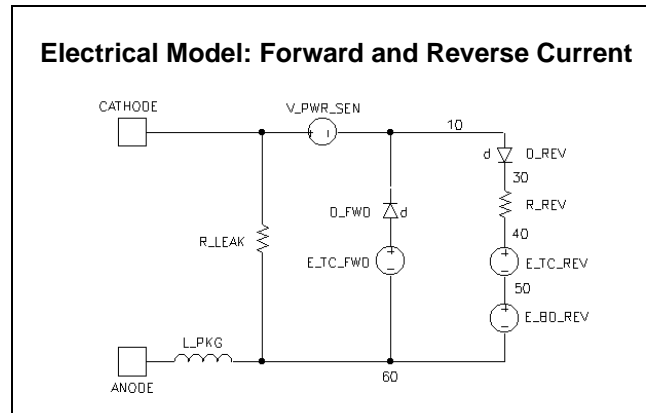 Electrical Model: Forward and Reverse Current
V_PWR_SEN
CATHODE
10
d D_REV
30
D_FWD d
R_REV
R_LEAK
40
E_TC_FWD
E_TC_REV
50
E_BD_REV
L_PKG
60
ANODE